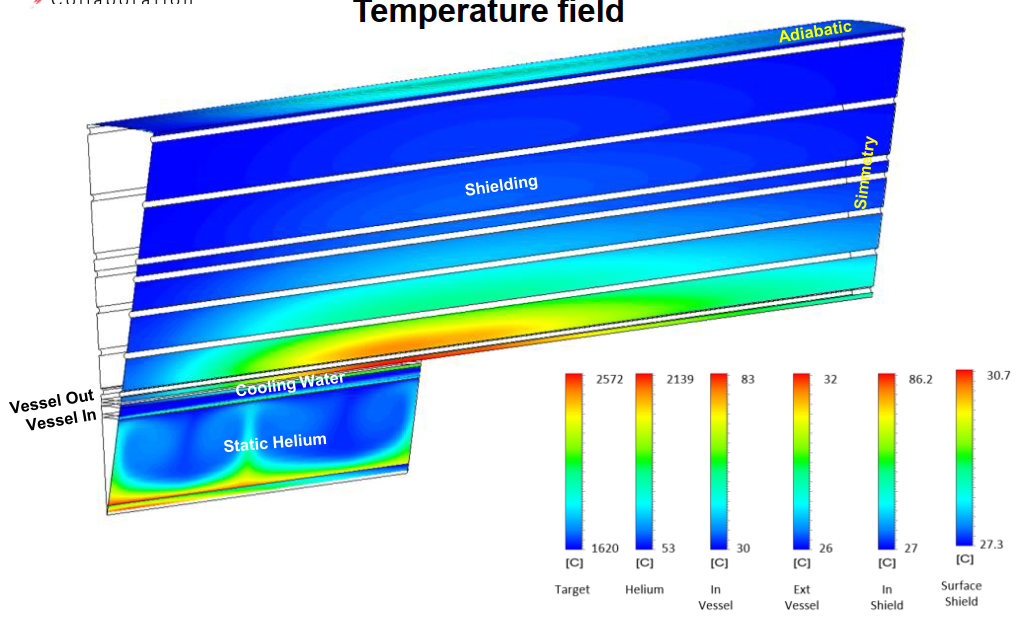 Collaboration
Temperature field
Adiabatic
Simmetry
Shielding
Cooling Water
Vessel Out
Vessel In
Static Helium
2572
2139
83
32
86.2
30.7
1620
53
30
26
27
27.3
[C]
[C]
[C]
[C]
[C]
[C]
Target
Helium
In
Vessel
Ext
Vessel
In
Shield
Surface
Shield